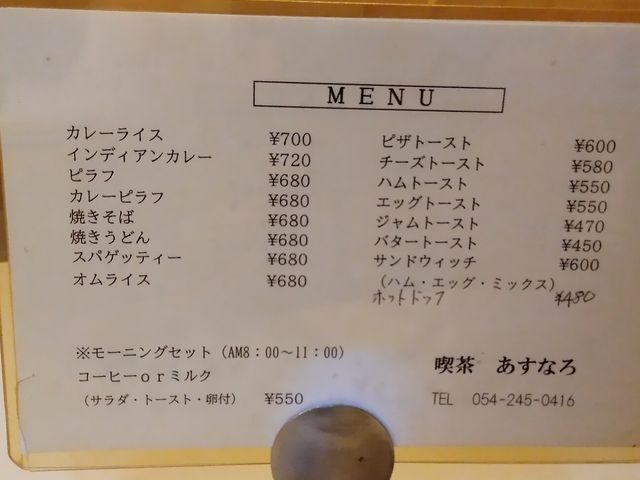 MENU
カレーライス ¥700
インディアンカレー ¥720
ピラフ ¥680
カレーピラフ ¥680
焼きそば ¥680
焼きうどん ¥680
スパゲッティー ¥680
オムライス ¥680
ピザトースト ¥600
チーズトースト ¥580
ハムトースト ¥550
エッグトースト ¥550
ジャムトースト ¥470
バタートースト ¥450
サンドウィッチ ¥600
(ハム・エッグ・ミックス)
ホットドッグ ¥480
※モーニングセット (AM8:00~11:00)
コーヒーorミルク
(サラダ・トースト・卵付) ¥550
喫茶 あすなろ
TEL 054-245-0416